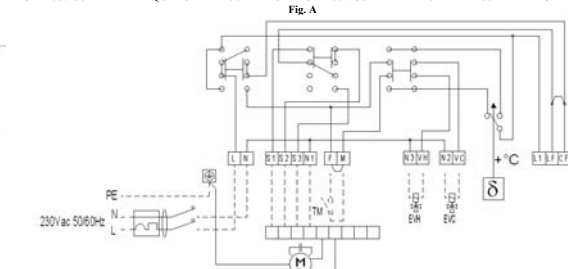 Fig. A
L N S1 S2 S3 N1 F M N3 VH N2 VC L1 LF CF
+°C
δ
PE
N
230Vac 50/60Hz
L
TM
EVH
EVC
M